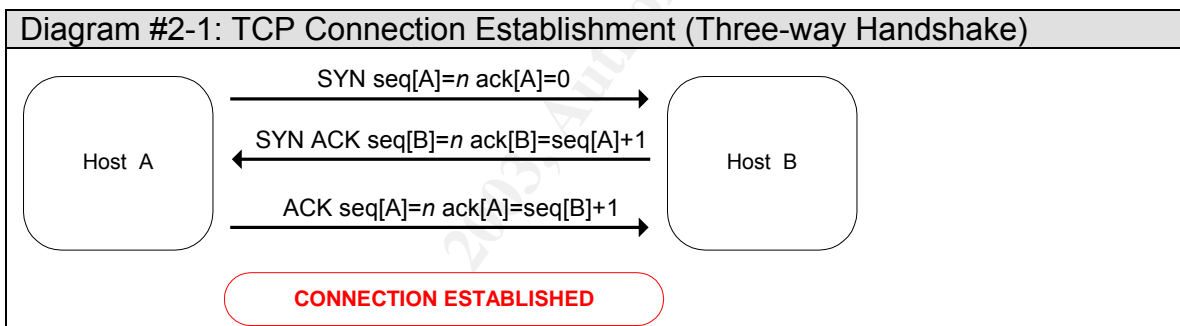 Diagram #2-1: TCP Connection Establishment (Three-way Handshake)
SYN seq[A]=n ack[A]=0
SYN ACK seq[B]=n ack[B]=seq[A]+1
Host A
Host B
ACK seq[A]=n ack[A]=seq[B]+1
CONNECTION ESTABLISHED
2003,